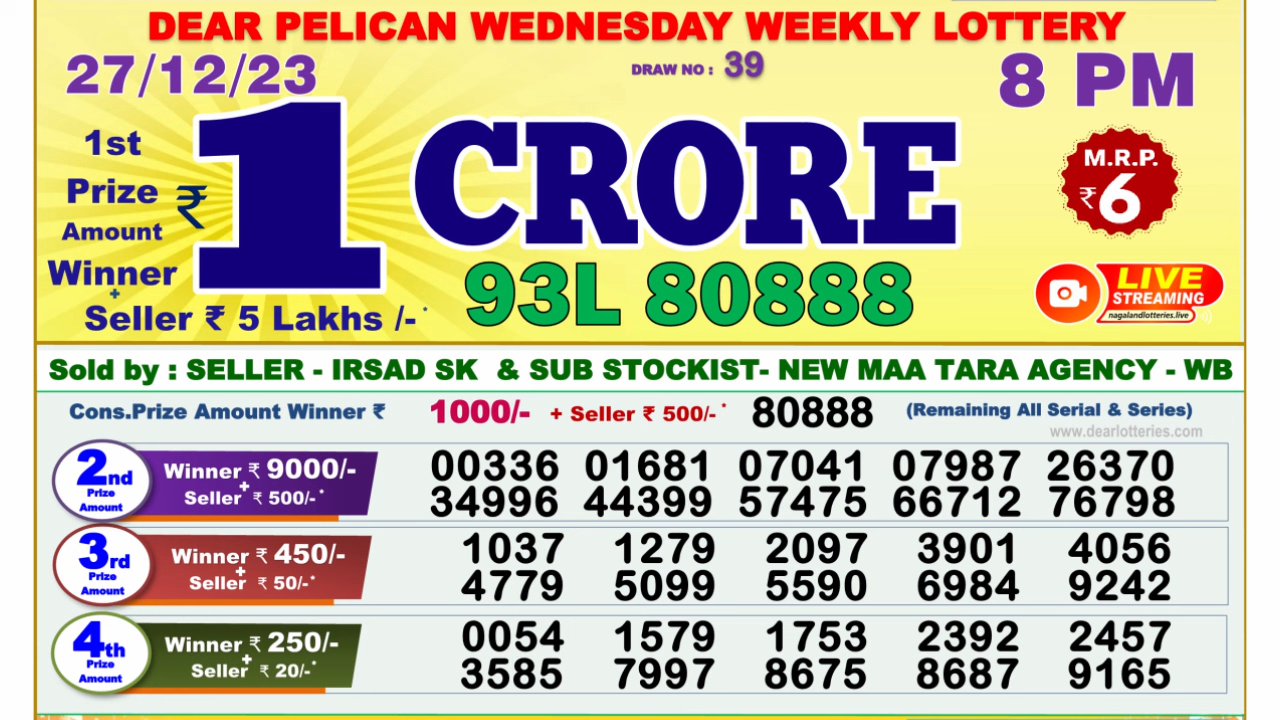 DEAR PELICAN WEDNESDAY WEEKLY LOTTERY
27/12/23
DRAW NO : 39
8 PM
1st
Prize
Amount
Winner
+
Seller ₹ 5 Lakhs /-*
₹ 1 CRORE
93L 80888
M.R.P.
₹ 6
LIVE
STREAMING
nagalandlotteries.live
Sold by : SELLER - IRSAD SK & SUB STOCKIST- NEW MAA TARA AGENCY - WB
Cons.Prize Amount Winner ₹ 1000/- + Seller ₹ 500/-* 80888 (Remaining All Serial & Series)
www.dearlotteries.com
2nd
Prize
Amount
Winner ₹ 9000/-
+
Seller ₹ 500/-*
00336 01681 07041 07987 26370
34996 44399 57475 66712 76798
3rd
Prize
Amount
Winner ₹ 450/-
+
Seller ₹ 50/-*
1037 1279 2097 3901 4056
4779 5099 5590 6984 9242
4th
Prize
Amount
Winner ₹ 250/-
+
Seller ₹ 20/-*
0054 1579 1753 2392 2457
3585 7997 8675 8687 9165